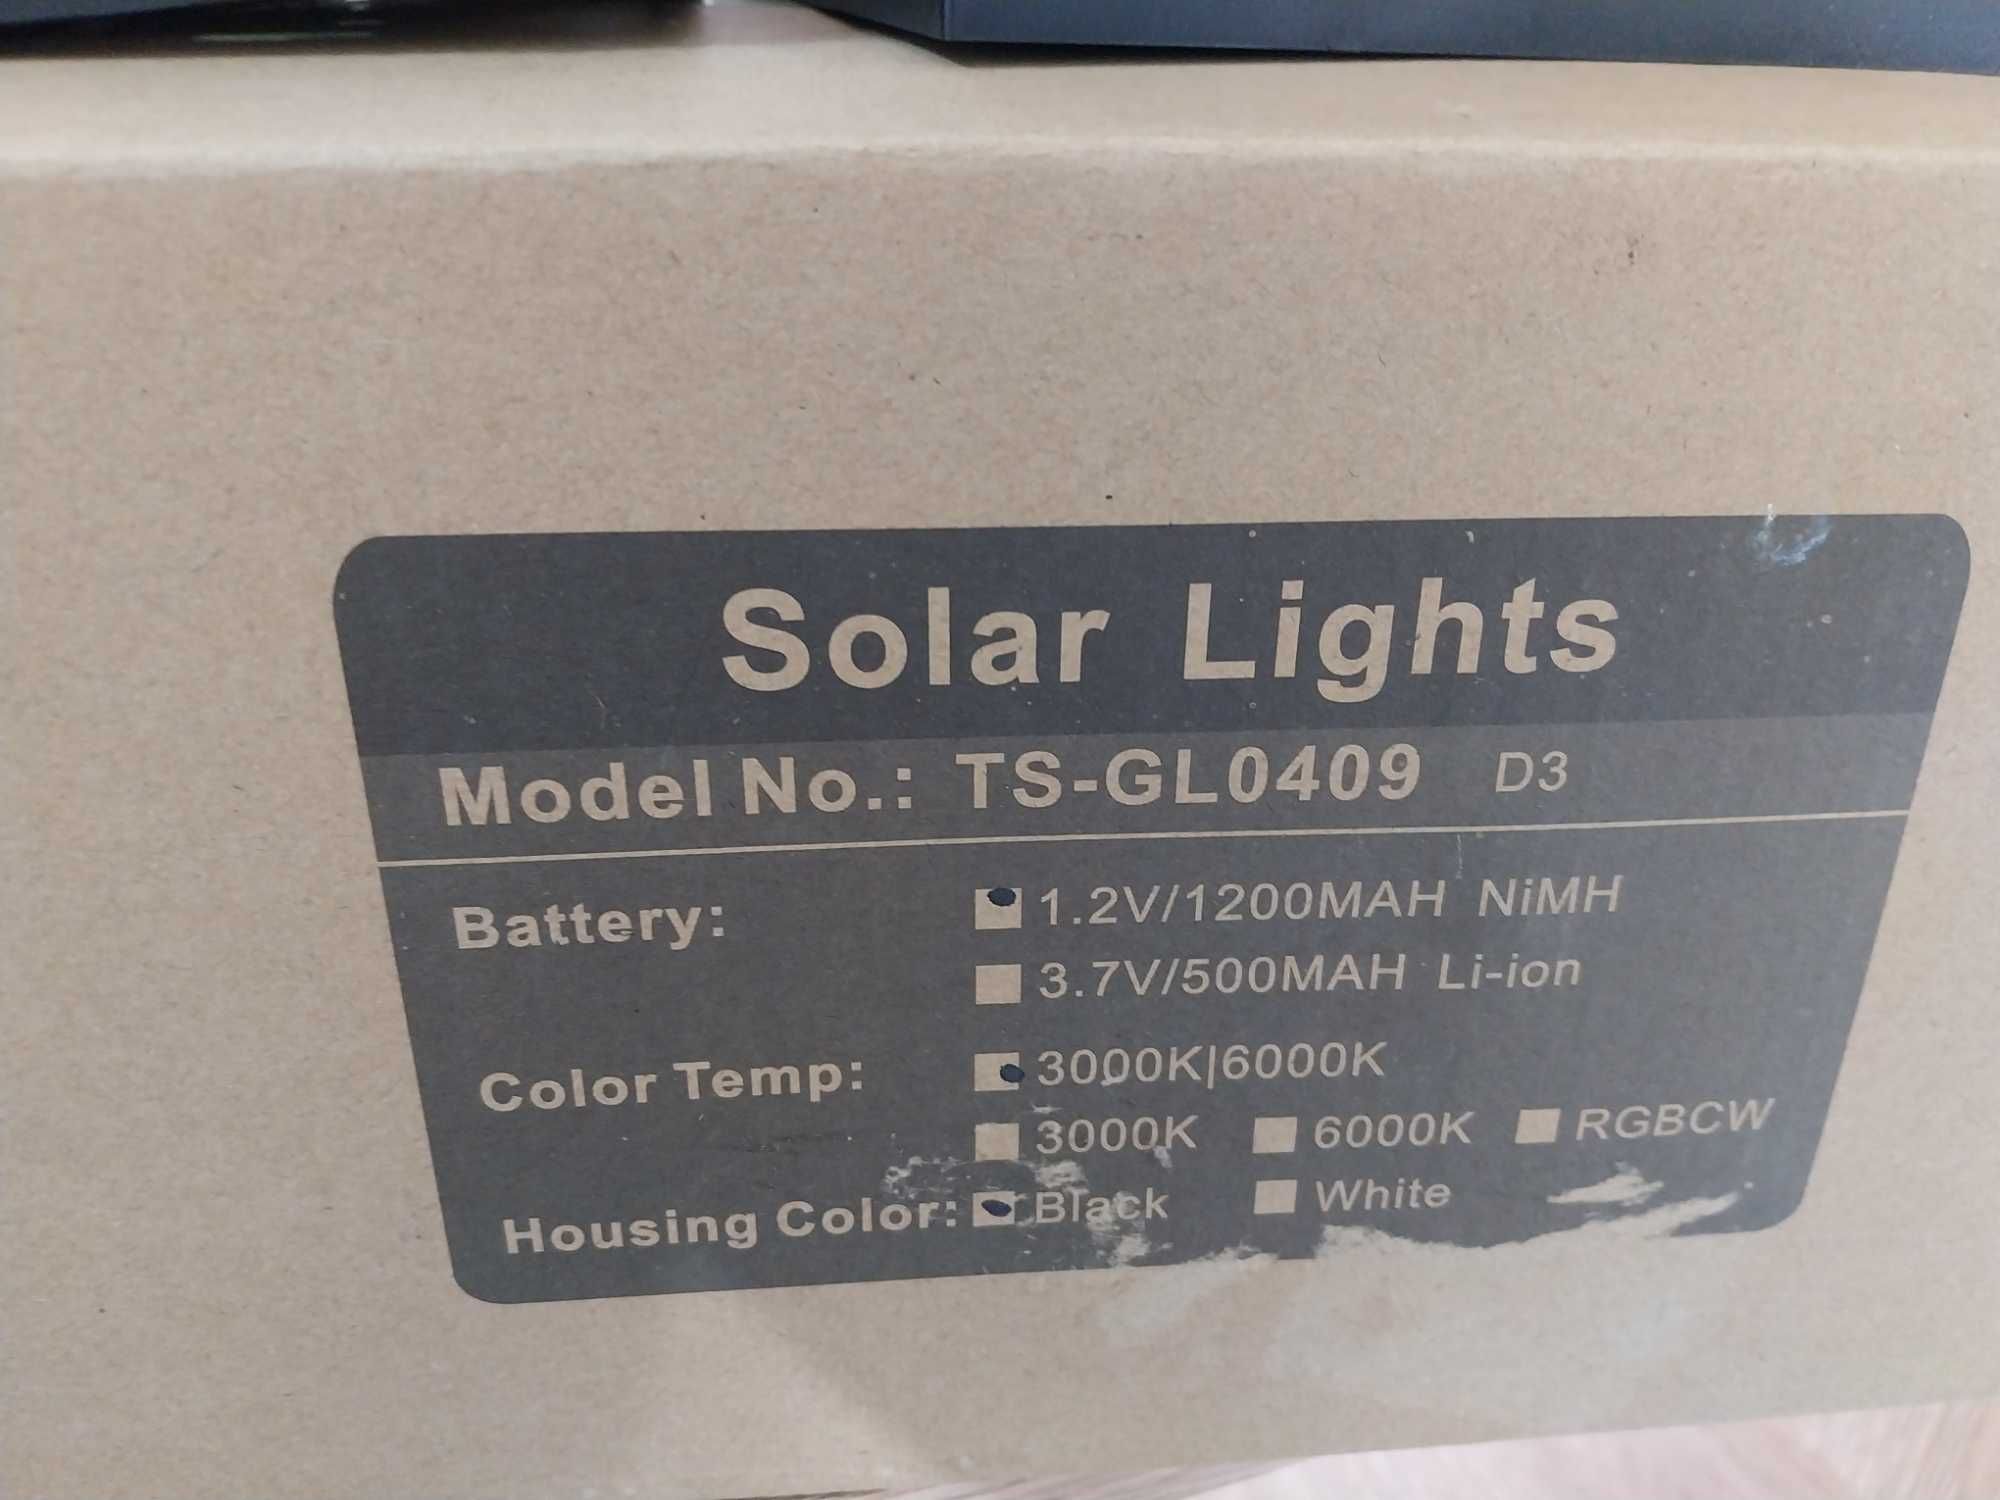 Solar Lights
Model No.: TS-GL0409 D3
Battery: 1.2V/1200MAH NiMH
3.7V/500MAH Li-ion
Color Temp: 3000K|6000K
3000K 6000K RGBCW
Housing Color: Black White